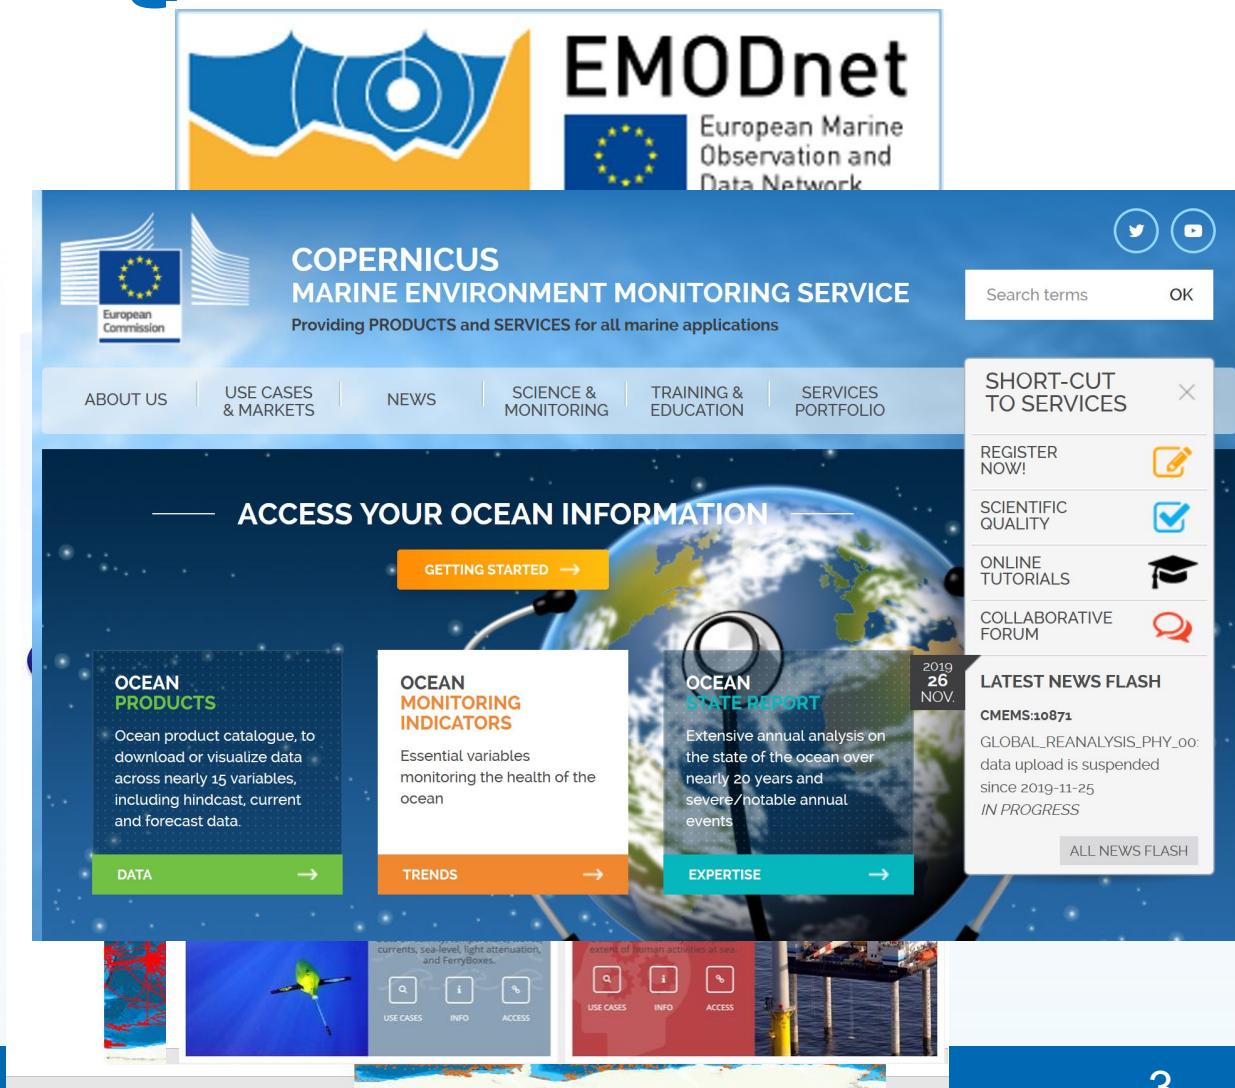 EMODnet
European Marine
Observation and
Data Network
European
Commission
COPERNICUS
MARINE ENVIRONMENT MONITORING SERVICE
Providing PRODUCTS and SERVICES for all marine applications
Search terms
OK
ABOUT US
USE CASES
& MARKETS
NEWS
SCIENCE &
MONITORING
TRAINING &
EDUCATION
SERVICES
PORTFOLIO
SHORT-CUT
TO SERVICES
REGISTER
NOW!
SCIENTIFIC
QUALITY
ONLINE
TUTORIALS
COLLABORATIVE
FORUM
ACCESS YOUR OCEAN INFORMATION
GETTING STARTED
OCEAN
PRODUCTS
Ocean product catalogue, to
download or visualize data
across nearly 15 variables,
including hindcast, current
and forecast data.
DATA
OCEAN
MONITORING
INDICATORS
Essential variables
monitoring the health of the
ocean
TRENDS
OCEAN
STATE REPORT
Extensive annual analysis on
the state of the ocean over
nearly 20 years and
severe/notable annual
events
EXPERTISE
2019
26
NOV.
LATEST NEWS FLASH
CMEMS:10871
GLOBAL_REANALYSIS_PHY_00:
data upload is suspended
since 2019-11-25
IN PROGRESS
ALL NEWS FLASH
currents, sea-level, light attenuation,
and FerryBoxes.
USE CASES
INFO
ACCESS
extent of human activities at sea.
USE CASES
INFO
ACCESS
3